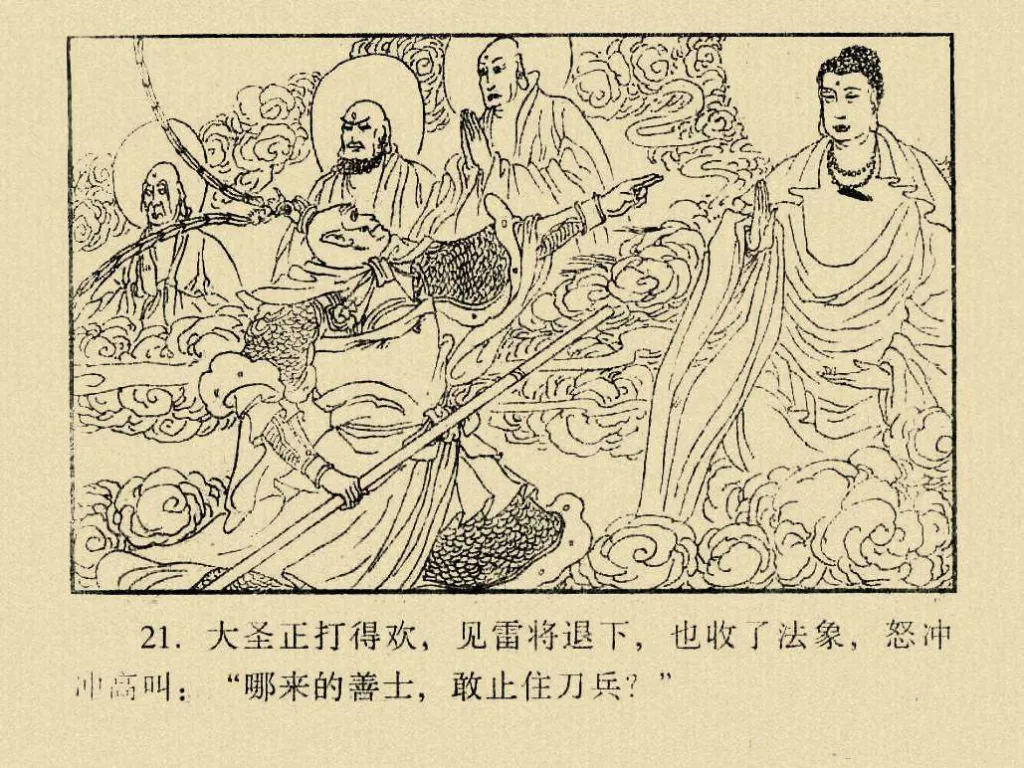 21. 大圣正打得欢，见雷将退下，也收了法象，怒冲
冲高叫：“哪来的善士，敢止住刀兵？”